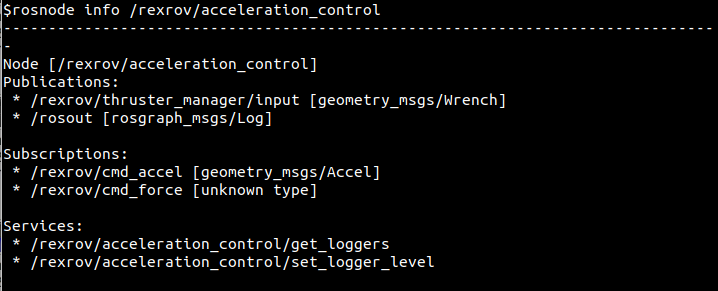 $rosnode info /rexrov/acceleration_control
--------------------------------------------------------------------------------
-
Node [/rexrov/acceleration_control]
Publications:
 * /rexrov/thruster_manager/input [geometry_msgs/Wrench]
 * /rosout [rosgraph_msgs/Log]

Subscriptions:
 * /rexrov/cmd_accel [geometry_msgs/Accel]
 * /rexrov/cmd_force [unknown type]

Services:
 * /rexrov/acceleration_control/get_loggers
 * /rexrov/acceleration_control/set_logger_level